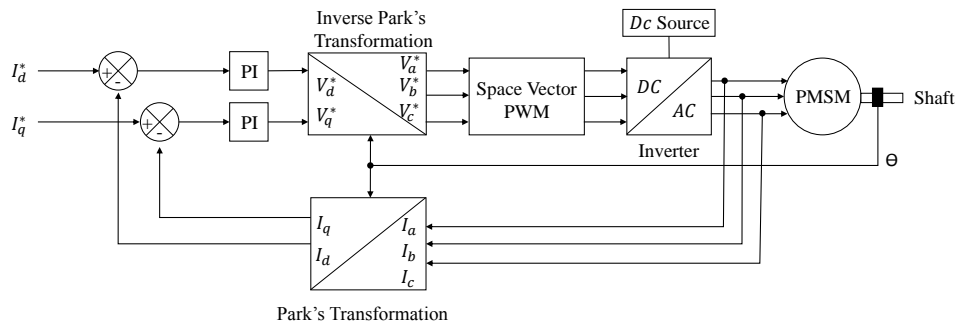 Inverse Park's
Transformation
Dc Source
I_d^*
+
-
PI
V_d^*
V_q^*
V_a^*
V_b^*
V_c^*
Space Vector
PWM
DC
AC
Inverter
PMSM
Shaft
I_q^*
+
-
PI
Θ
I_q
I_d
I_a
I_b
I_c
Park's Transformation